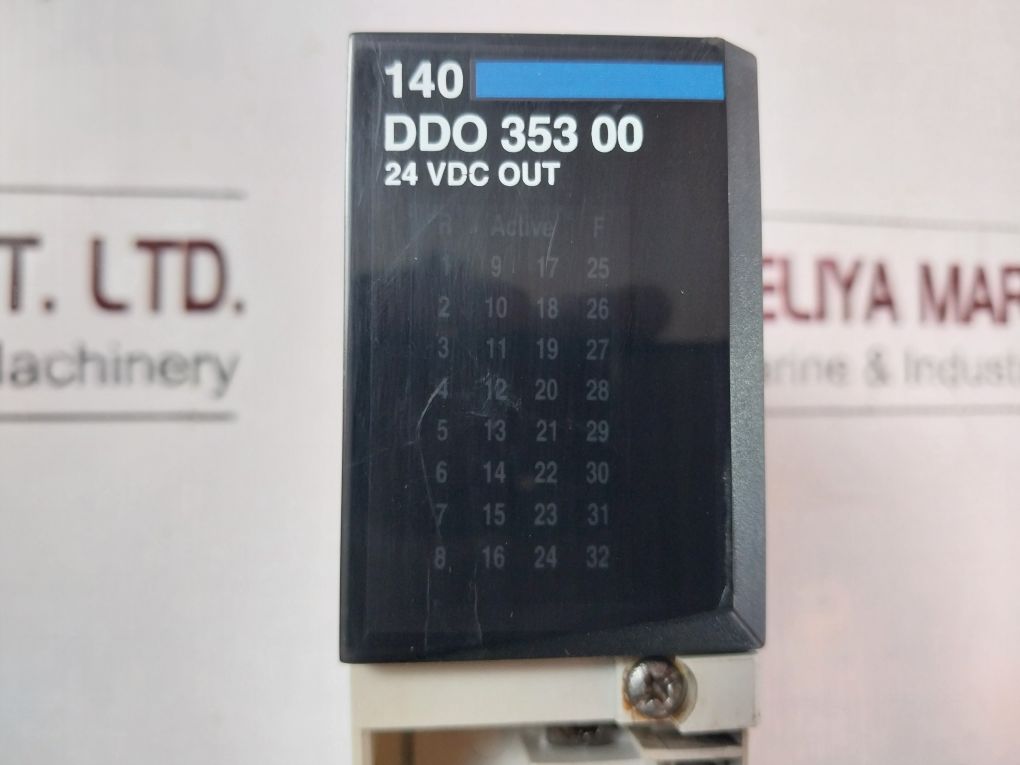 140
DDO 353 00
24 VDC OUT
R Active F
1 9 17 25
2 10 18 26
3 11 19 27
4 12 20 28
5 13 21 29
6 14 22 30
7 15 23 31
8 16 24 32
T. LTD.
Machinery
ELIYA MAR
rine & Indust